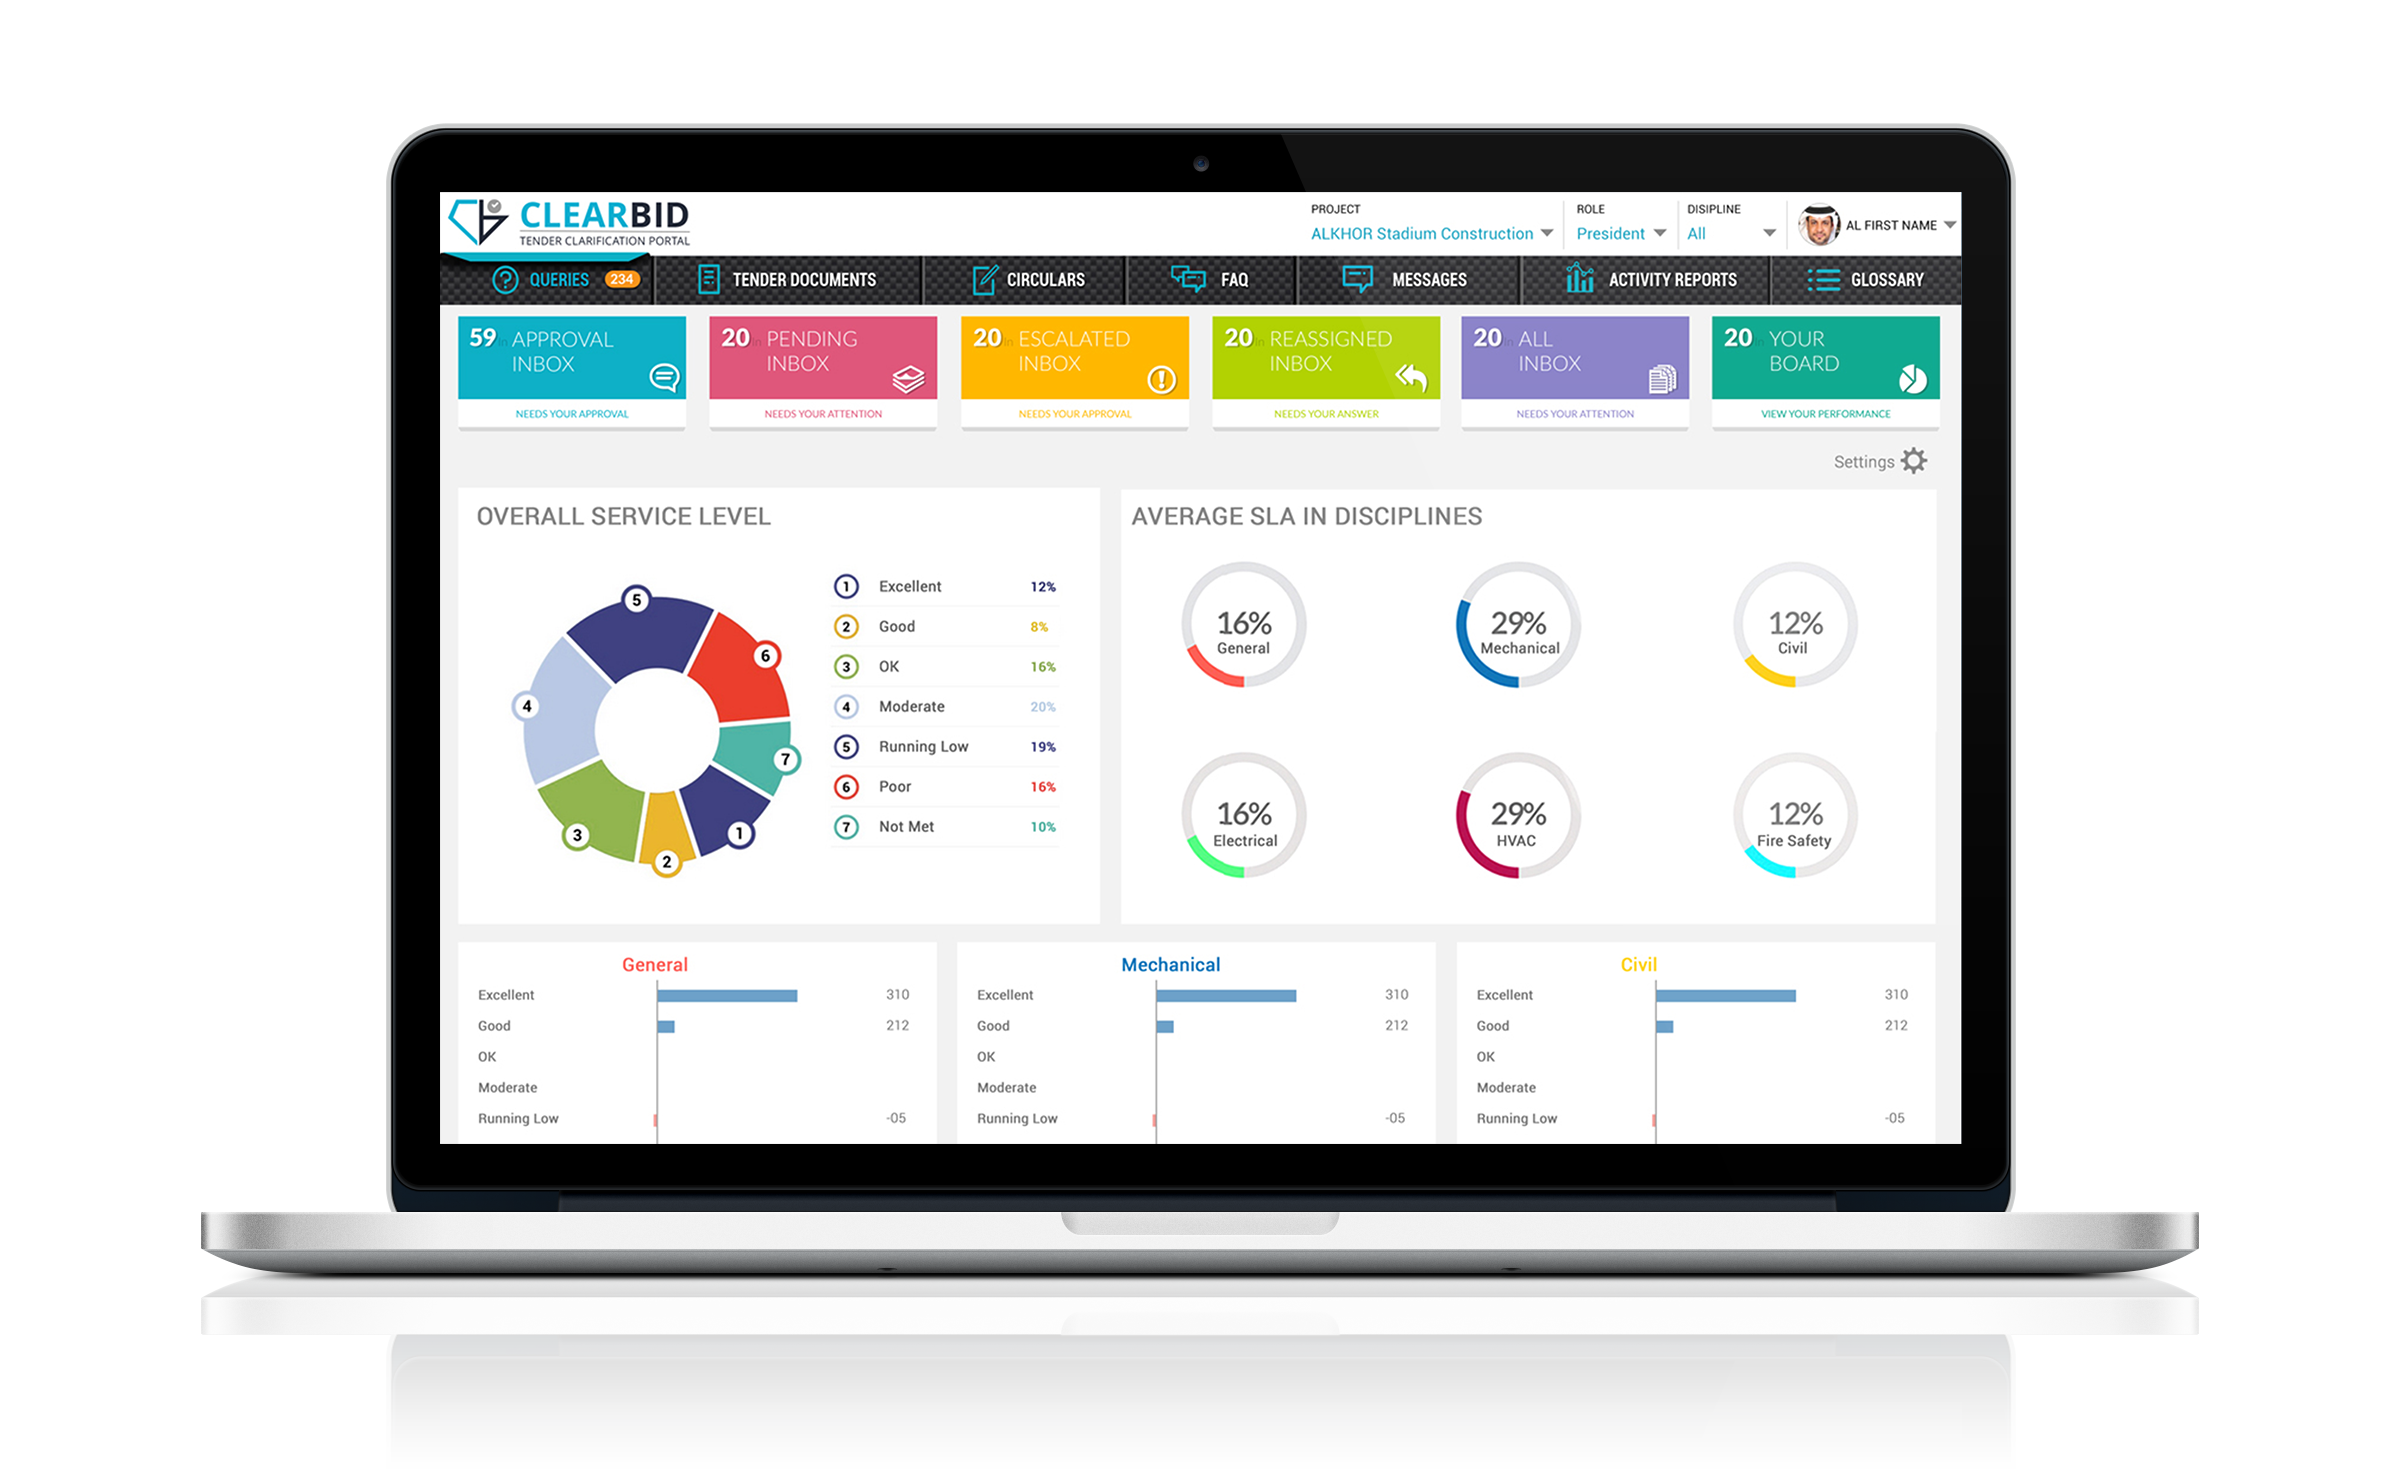 CLEARBID
TENDER CLARIFICATION PORTAL
PROJECT
ALKHOR Stadium Construction
ROLE
President
DISIPLINE
All
AL FIRST NAME
QUERIES 234
TENDER DOCUMENTS
CIRCULARS
FAQ
MESSAGES
ACTIVITY REPORTS
GLOSSARY
59 APPROVAL
INBOX
NEEDS YOUR APPROVAL
20 PENDING
INBOX
NEEDS YOUR ATTENTION
20 ESCALATED
INBOX
NEEDS YOUR APPROVAL
20 REASSIGNED
INBOX
NEEDS YOUR ANSWER
20 ALL
INBOX
NEEDS YOUR ATTENTION
20 YOUR
BOARD
VIEW YOUR PERFORMANCE
Settings
OVERALL SERVICE LEVEL
5
6
4
7
3
1
2
1 Excellent 12%
2 Good 8%
3 OK 16%
4 Moderate 20%
5 Running Low 19%
6 Poor 16%
7 Not Met 10%
AVERAGE SLA IN DISCIPLINES
16%
General
29%
Mechanical
12%
Civil
16%
Electrical
29%
HVAC
12%
Fire Safety
General
Excellent 310
Good 212
OK
Moderate
Running Low -05
Mechanical
Excellent 310
Good 212
OK
Moderate
Running Low -05
Civil
Excellent 310
Good 212
OK
Moderate
Running Low -05